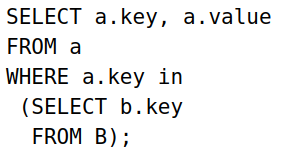 SELECT a.key, a.value
FROM a
WHERE a.key in
 (SELECT b.key
  FROM B);